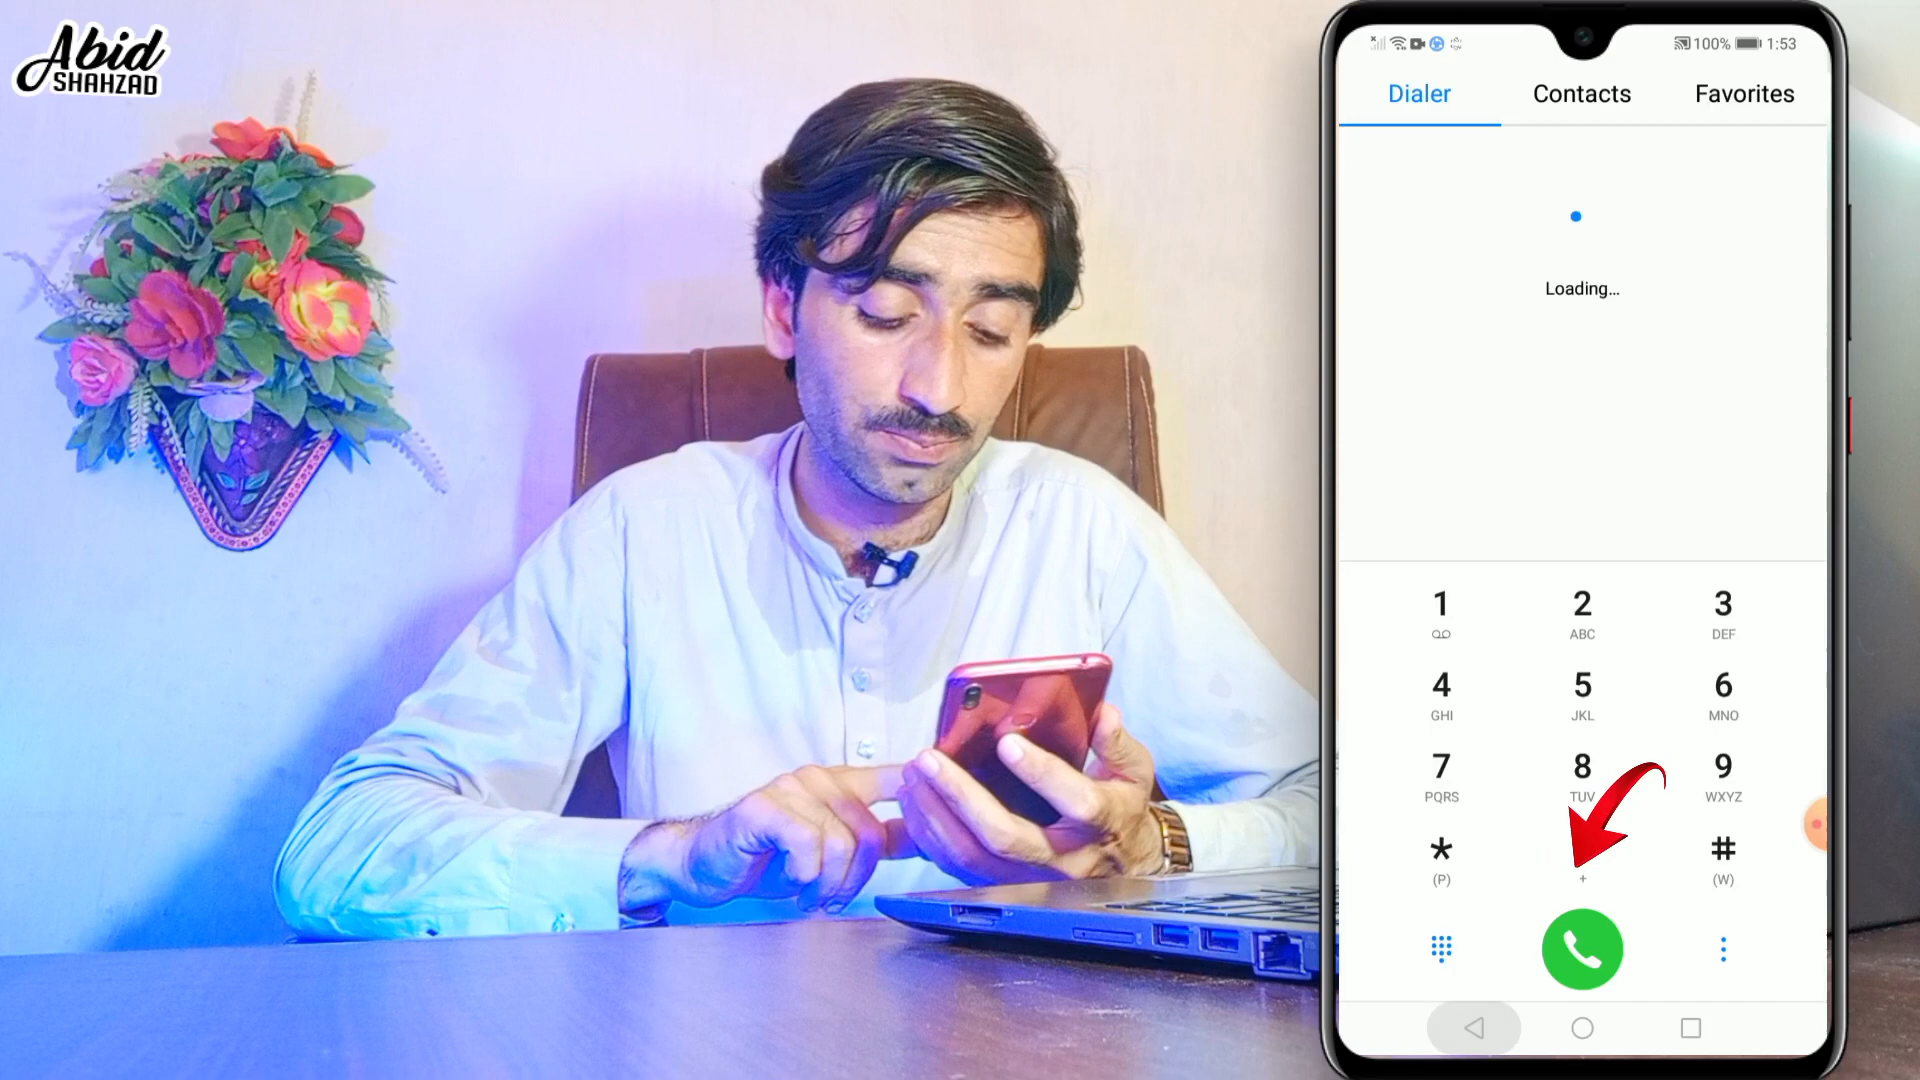 Abid
SHAHZAD
100% 1:53
Dialer Contacts Favorites
Loading...
1 2 3
ABC DEF
4 5 6
GHI JKL MNO
7 8 9
PQRS TUV WXYZ
* #
(P) + (W)